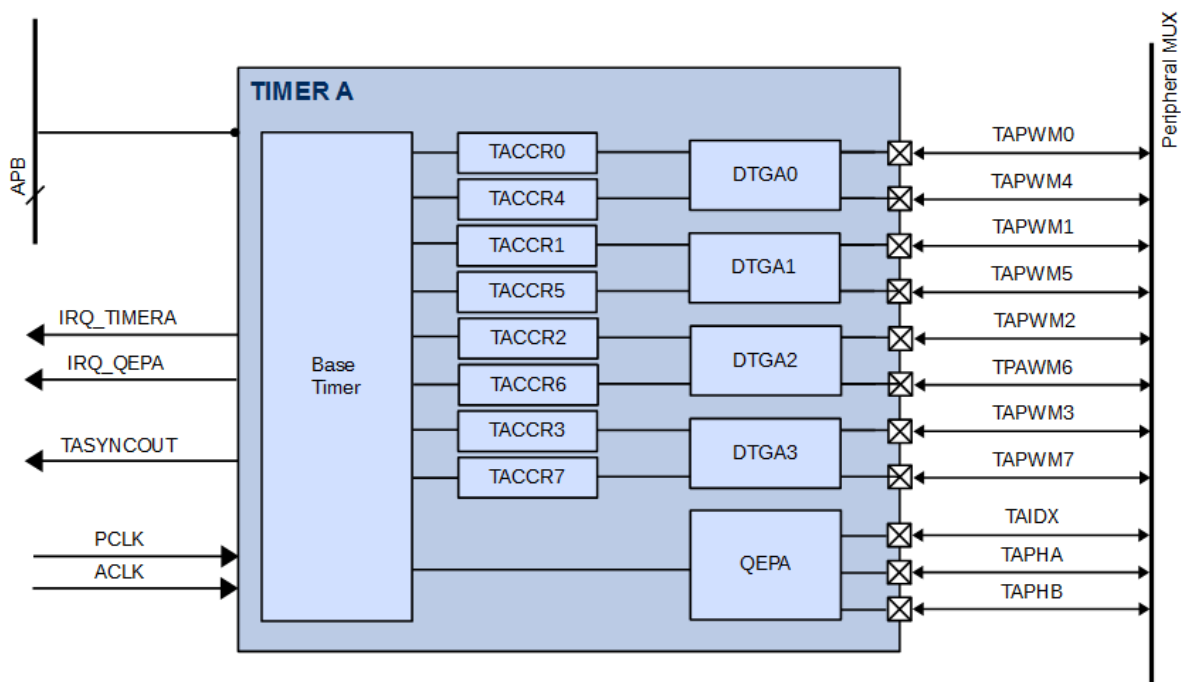 Peripheral MUX
APB
TIMER A
IRQ_TIMERA
IRQ_QEPA
TASYNCOUT
PCLK
ACLK
Base
Timer
TACCR0
TACCR4
TACCR1
TACCR5
TACCR2
TACCR6
TACCR3
TACCR7
DTGA0
DTGA1
DTGA2
DTGA3
QEPA
TAPWM0
TAPWM4
TAPWM1
TAPWM5
TAPWM2
TPAWM6
TAPWM3
TAPWM7
TAIDX
TAPHA
TAPHB